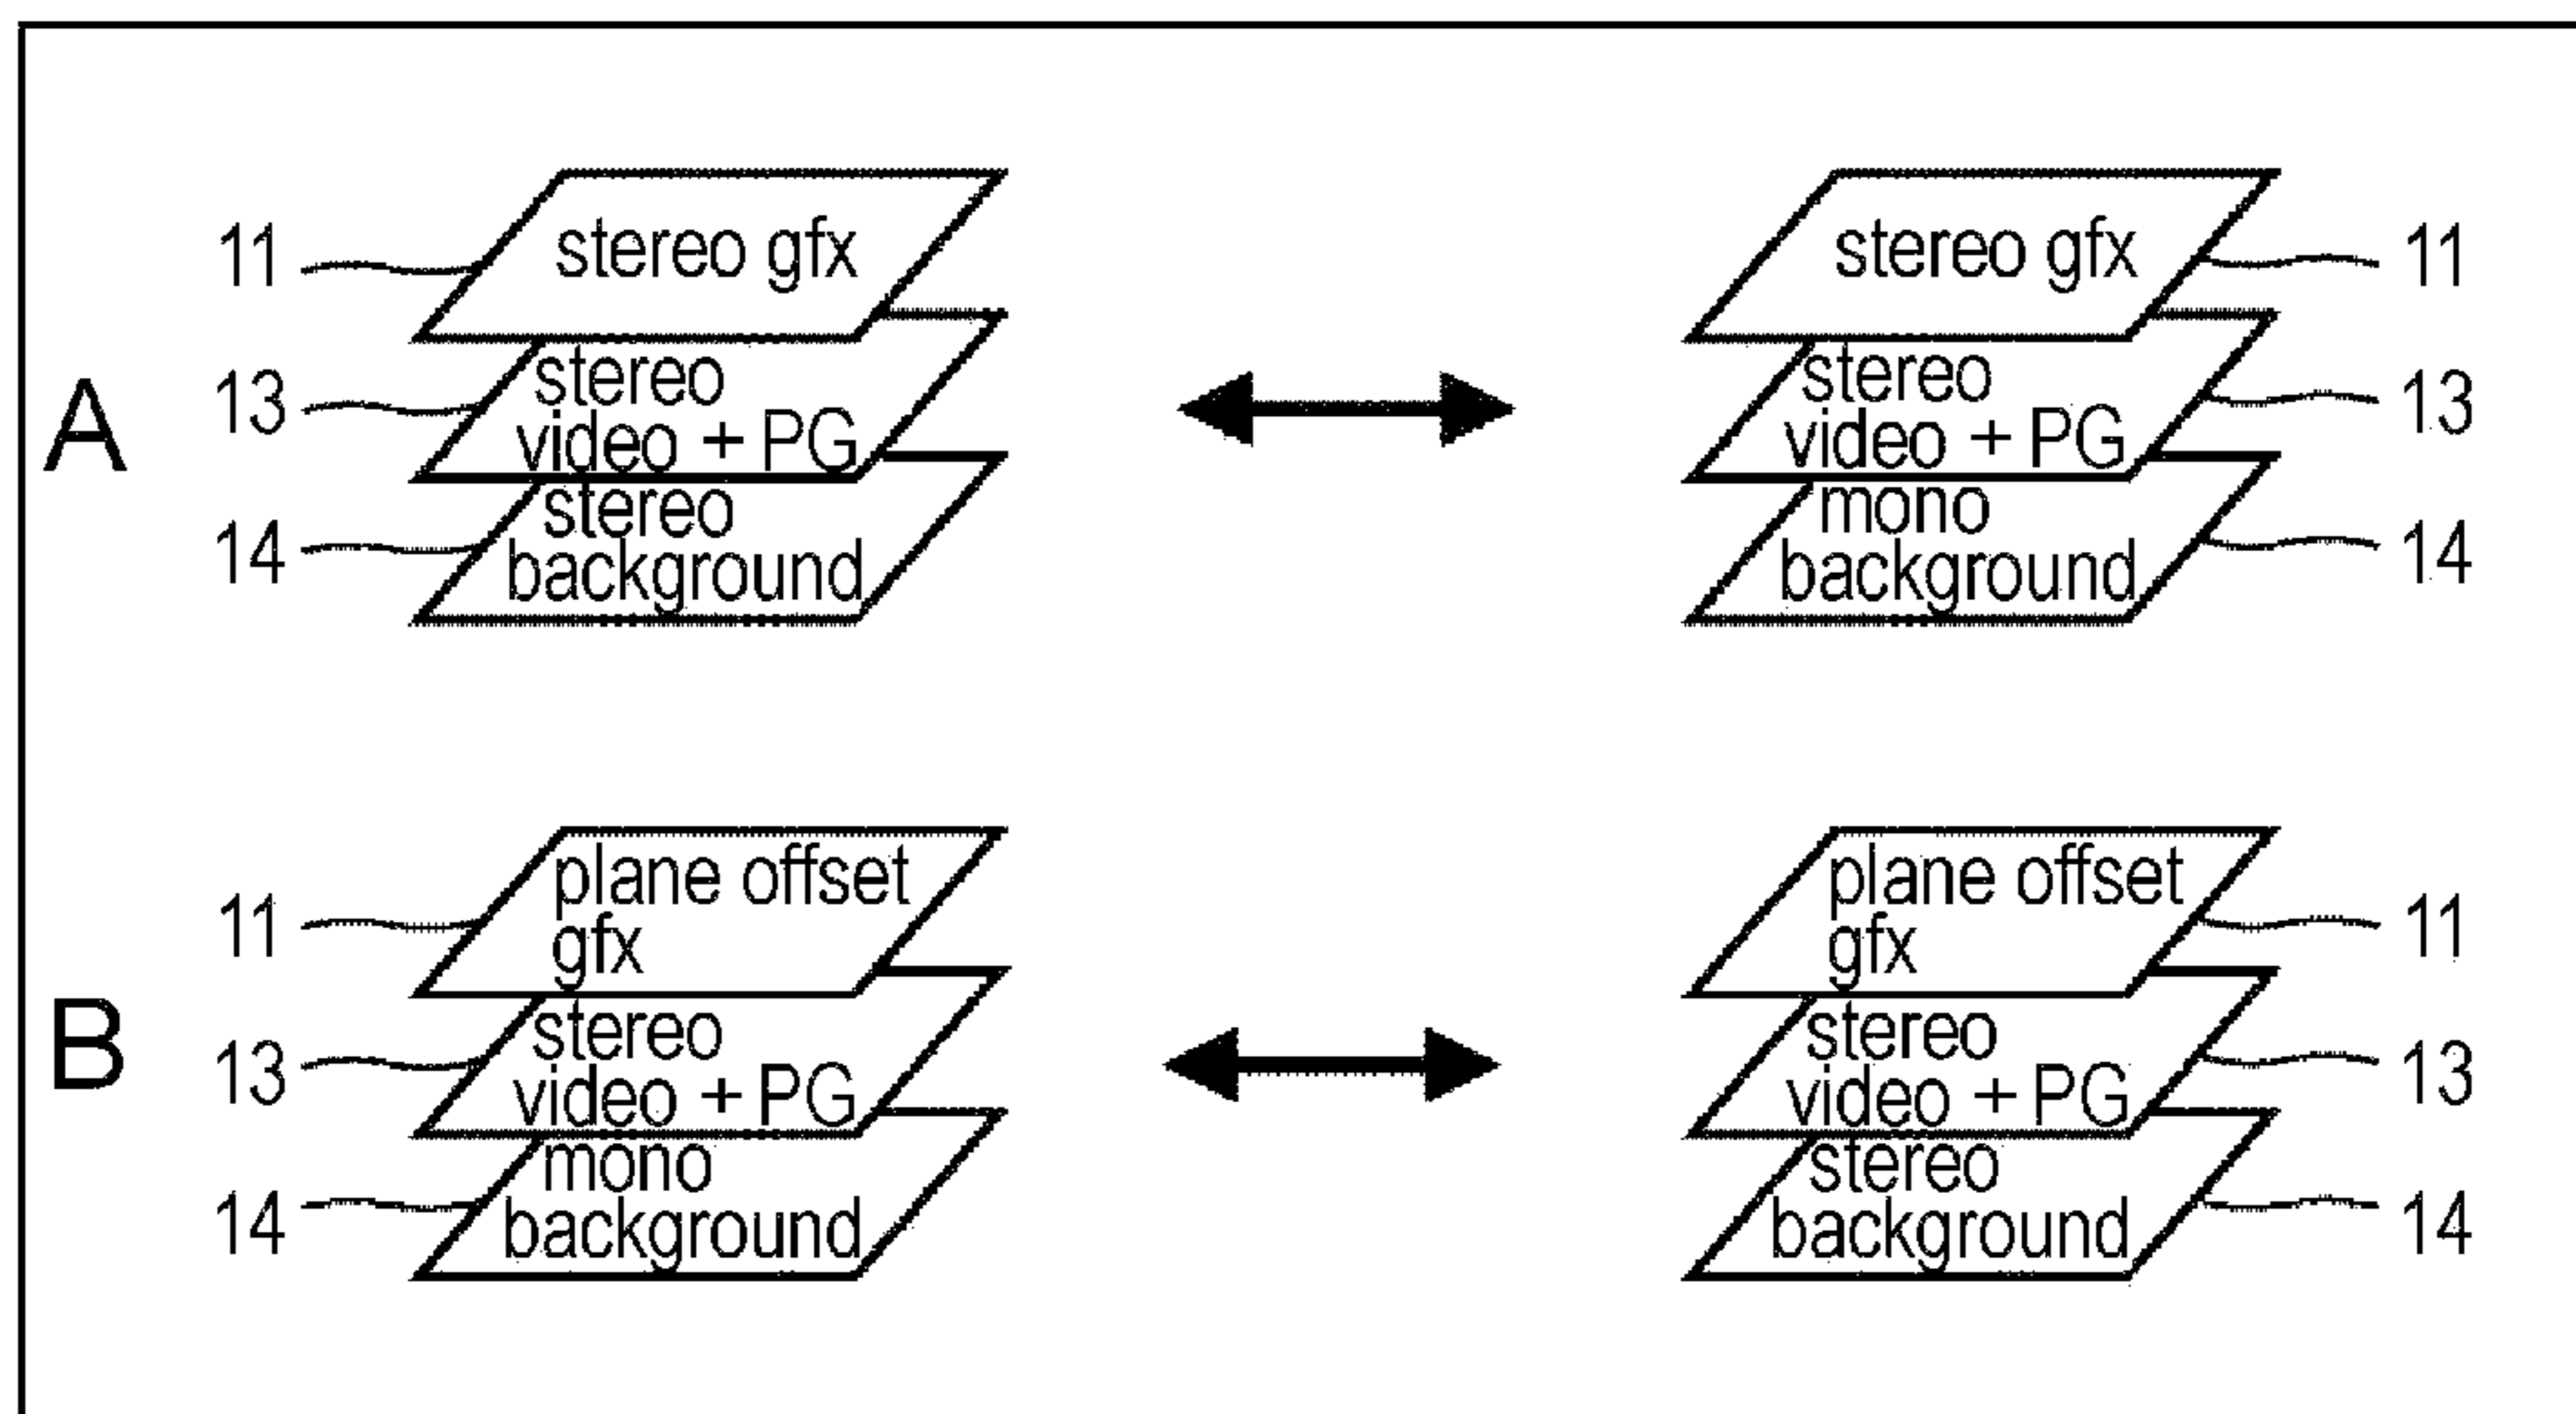 A
11
stereo gfx
13
stereo
video + PG
14
stereo
background
stereo gfx
11
stereo
video + PG
13
mono
background
14
B
11
plane offset
gfx
13
stereo
video + PG
14
mono
background
plane offset
gfx
11
stereo
video + PG
13
stereo
background
14